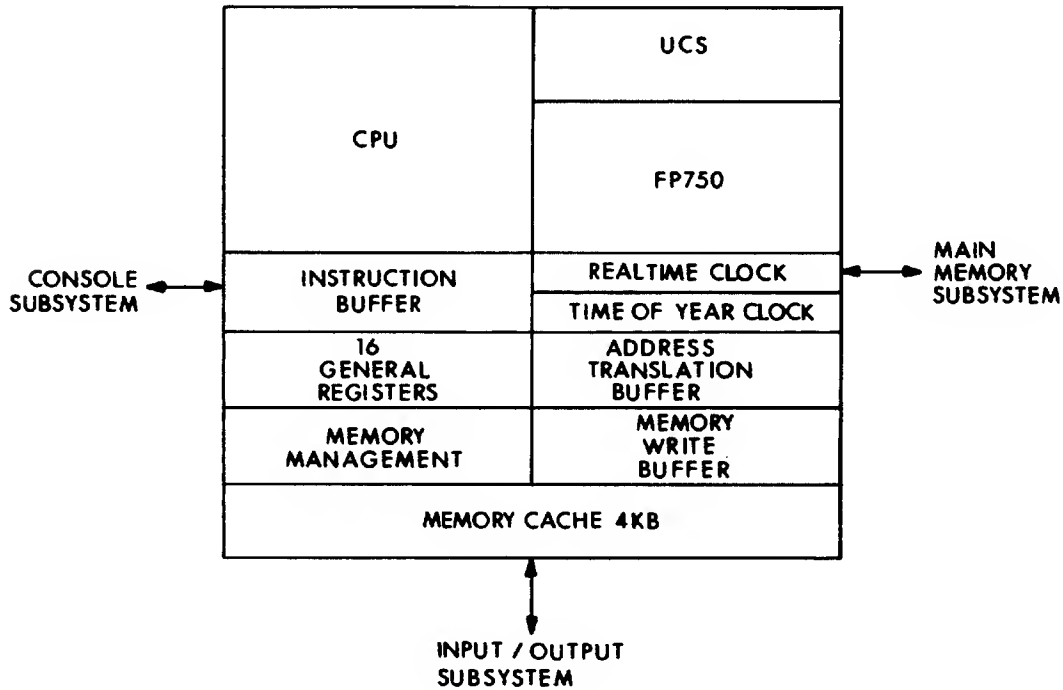 UCS
CPU
FP750
CONSOLE
SUBSYSTEM
INSTRUCTION
BUFFER
REALTIME CLOCK
TIME OF YEAR CLOCK
MAIN
MEMORY
SUBSYSTEM
16
GENERAL
REGISTERS
ADDRESS
TRANSLATION
BUFFER
MEMORY
MANAGEMENT
MEMORY
WRITE
BUFFER
MEMORY CACHE 4KB
INPUT / OUTPUT
SUBSYSTEM